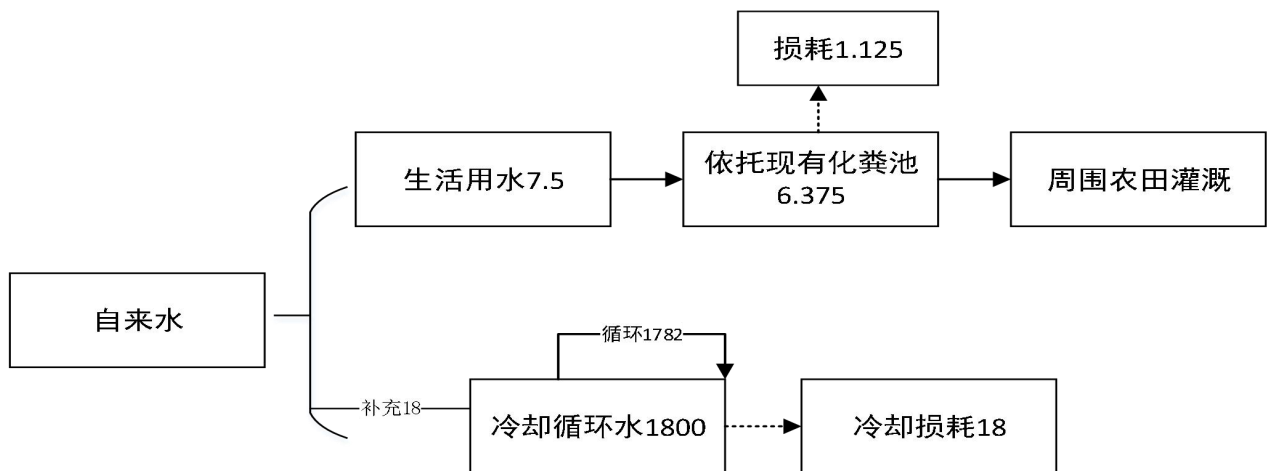 损耗1.125
生活用水7.5
依托现有化粪池
6.375
周围农田灌溉
自来水
循环1782
补充18
冷却循环水1800
冷却损耗18